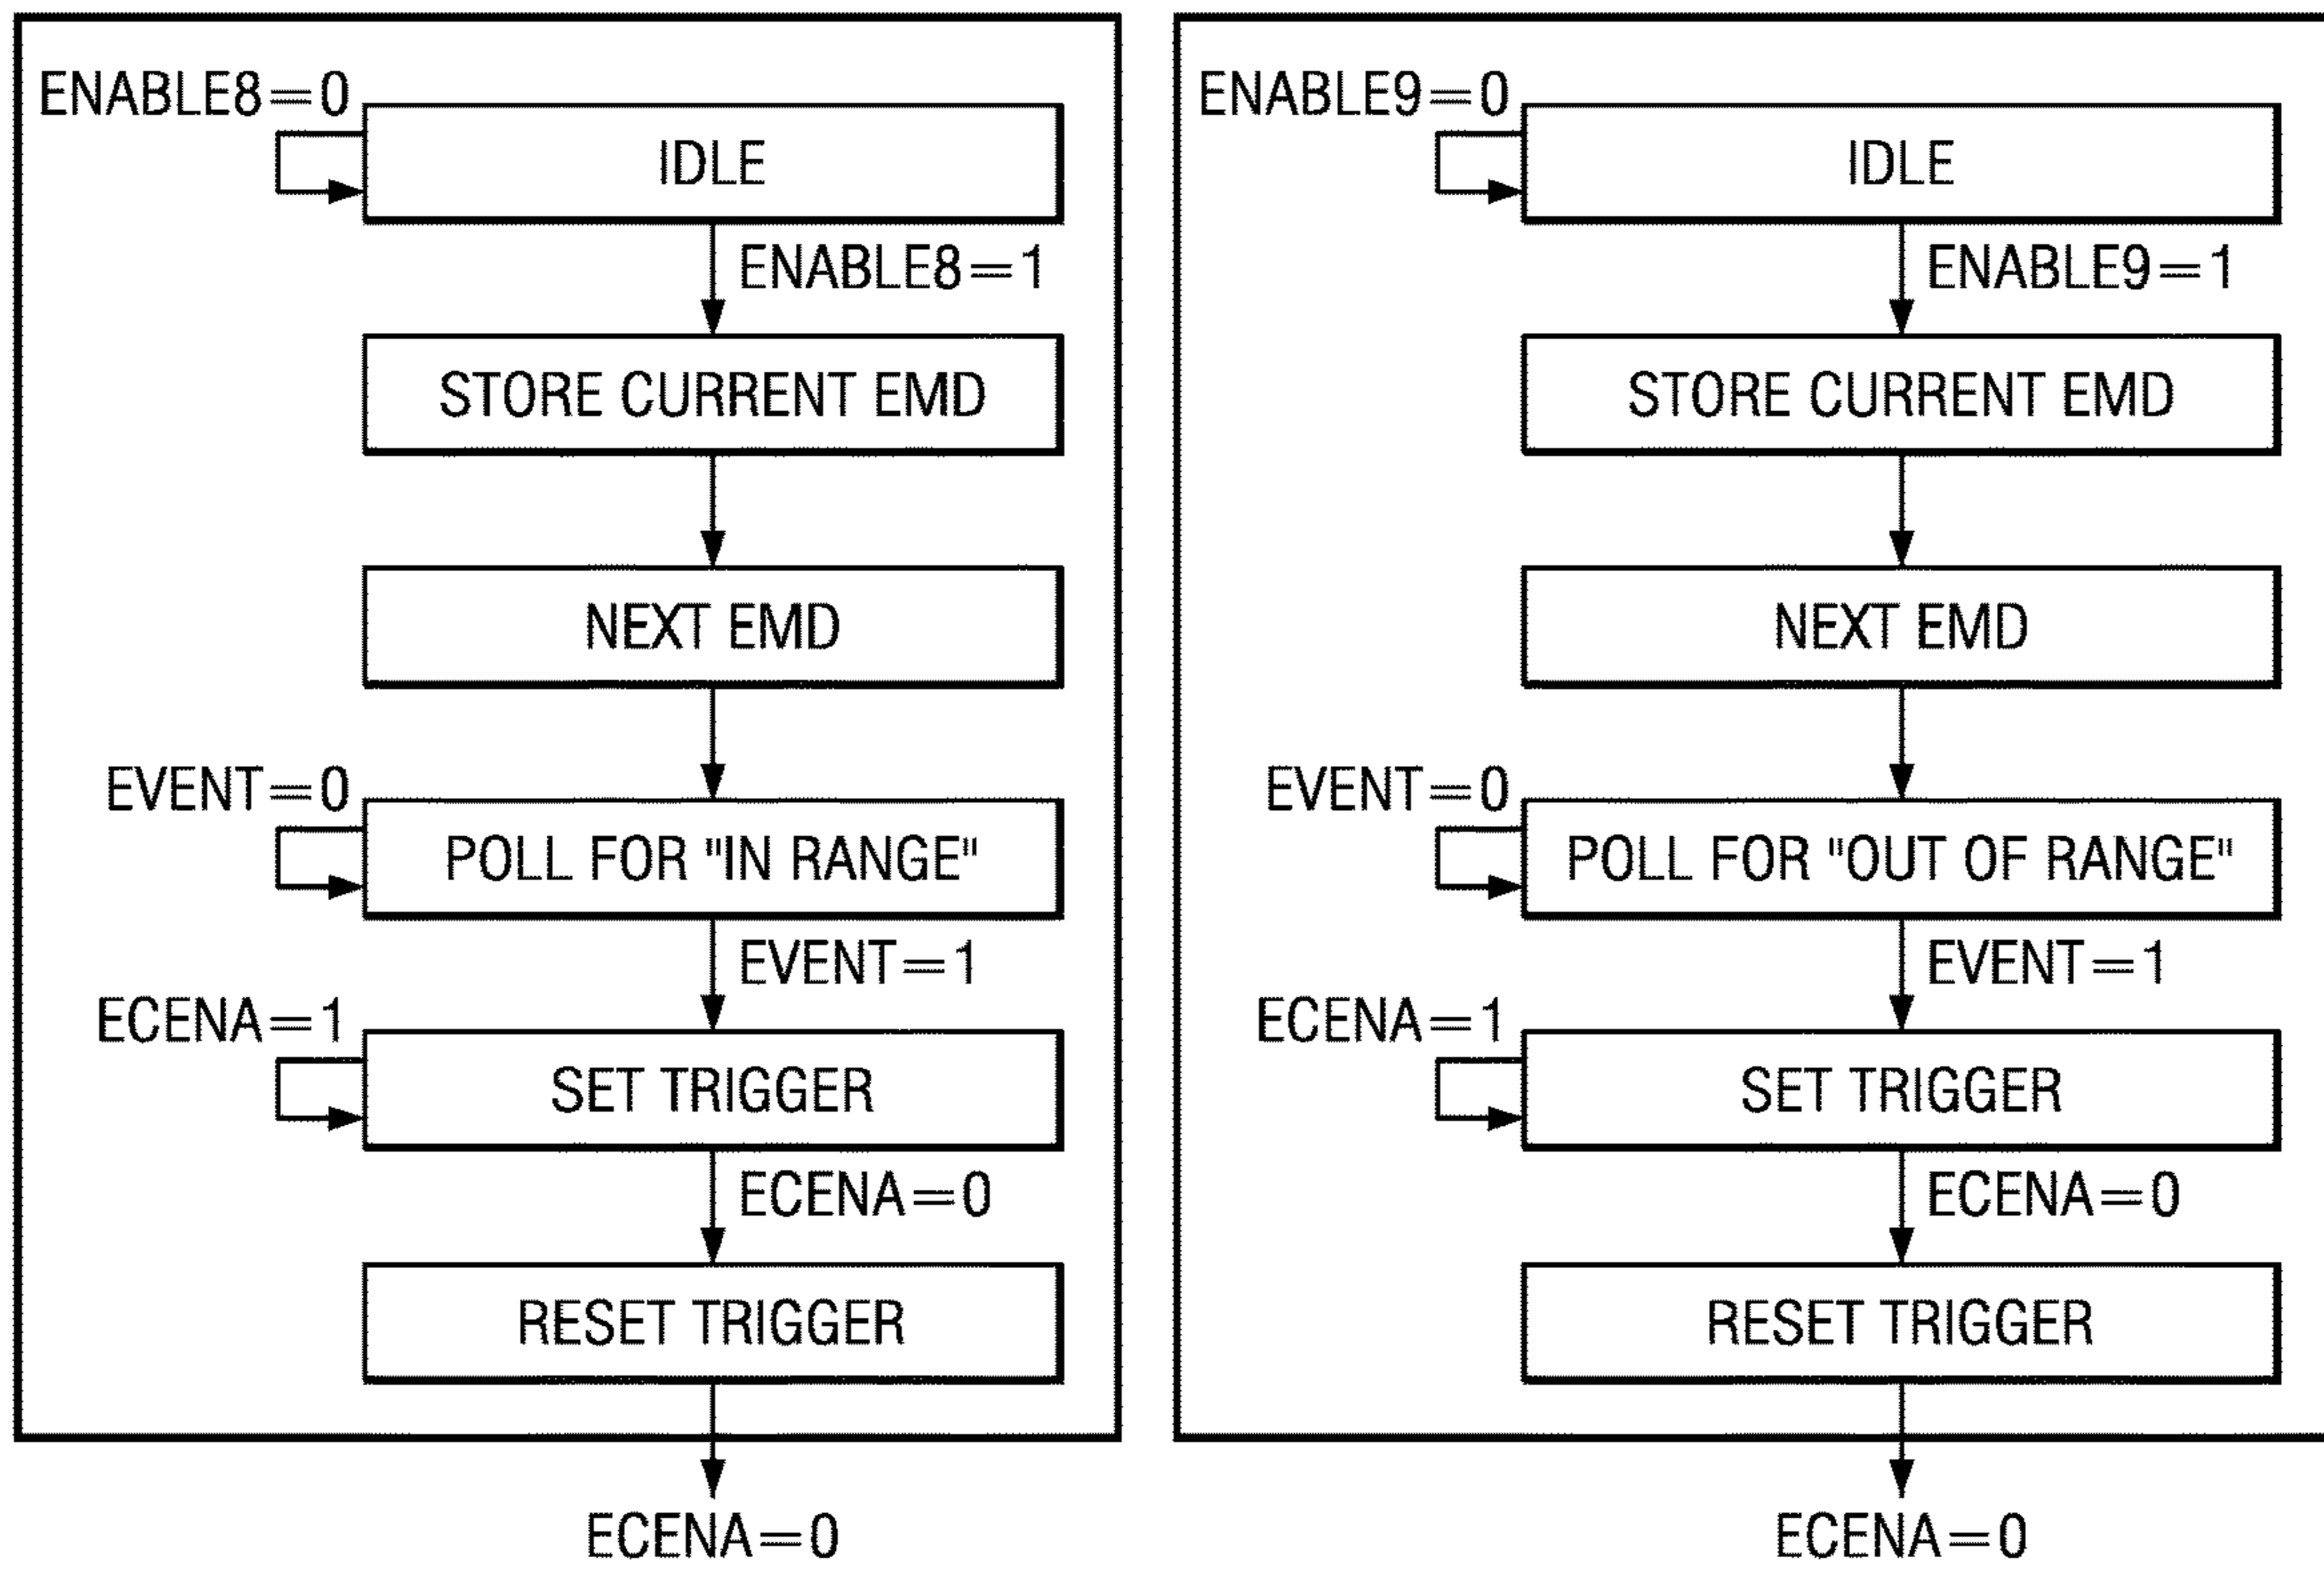 ENABLE8=0
IDLE
ENABLE8=1
STORE CURRENT EMD
NEXT EMD
EVENT=0
POLL FOR "IN RANGE"
EVENT=1
ECENA=1
SET TRIGGER
ECENA=0
RESET TRIGGER
ECENA=0
ENABLE9=0
IDLE
ENABLE9=1
STORE CURRENT EMD
NEXT EMD
EVENT=0
POLL FOR "OUT OF RANGE"
EVENT=1
ECENA=1
SET TRIGGER
ECENA=0
RESET TRIGGER
ECENA=0